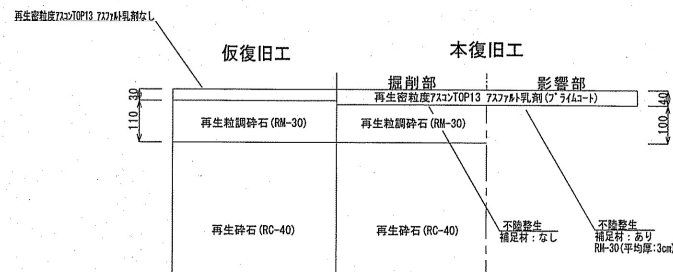 再生密粒度ｱｽｺﾝTOP13 ｱｽﾌｧﾙﾄ乳剤なし
仮復旧工
本復旧工
掘削部
影響部
再生密粒度ｱｽｺﾝTOP13 ｱｽﾌｧﾙﾄ乳剤(ﾌﾟﾗｲﾑｺｰﾄ)
30
40
110
100
再生粒調砕石(RM-30)
再生粒調砕石(RM-30)
再生砕石(RC-40)
再生砕石(RC-40)
不陸整生
補足材：なし
不陸整生
補足材：あり
RM-30(平均厚:3cm)